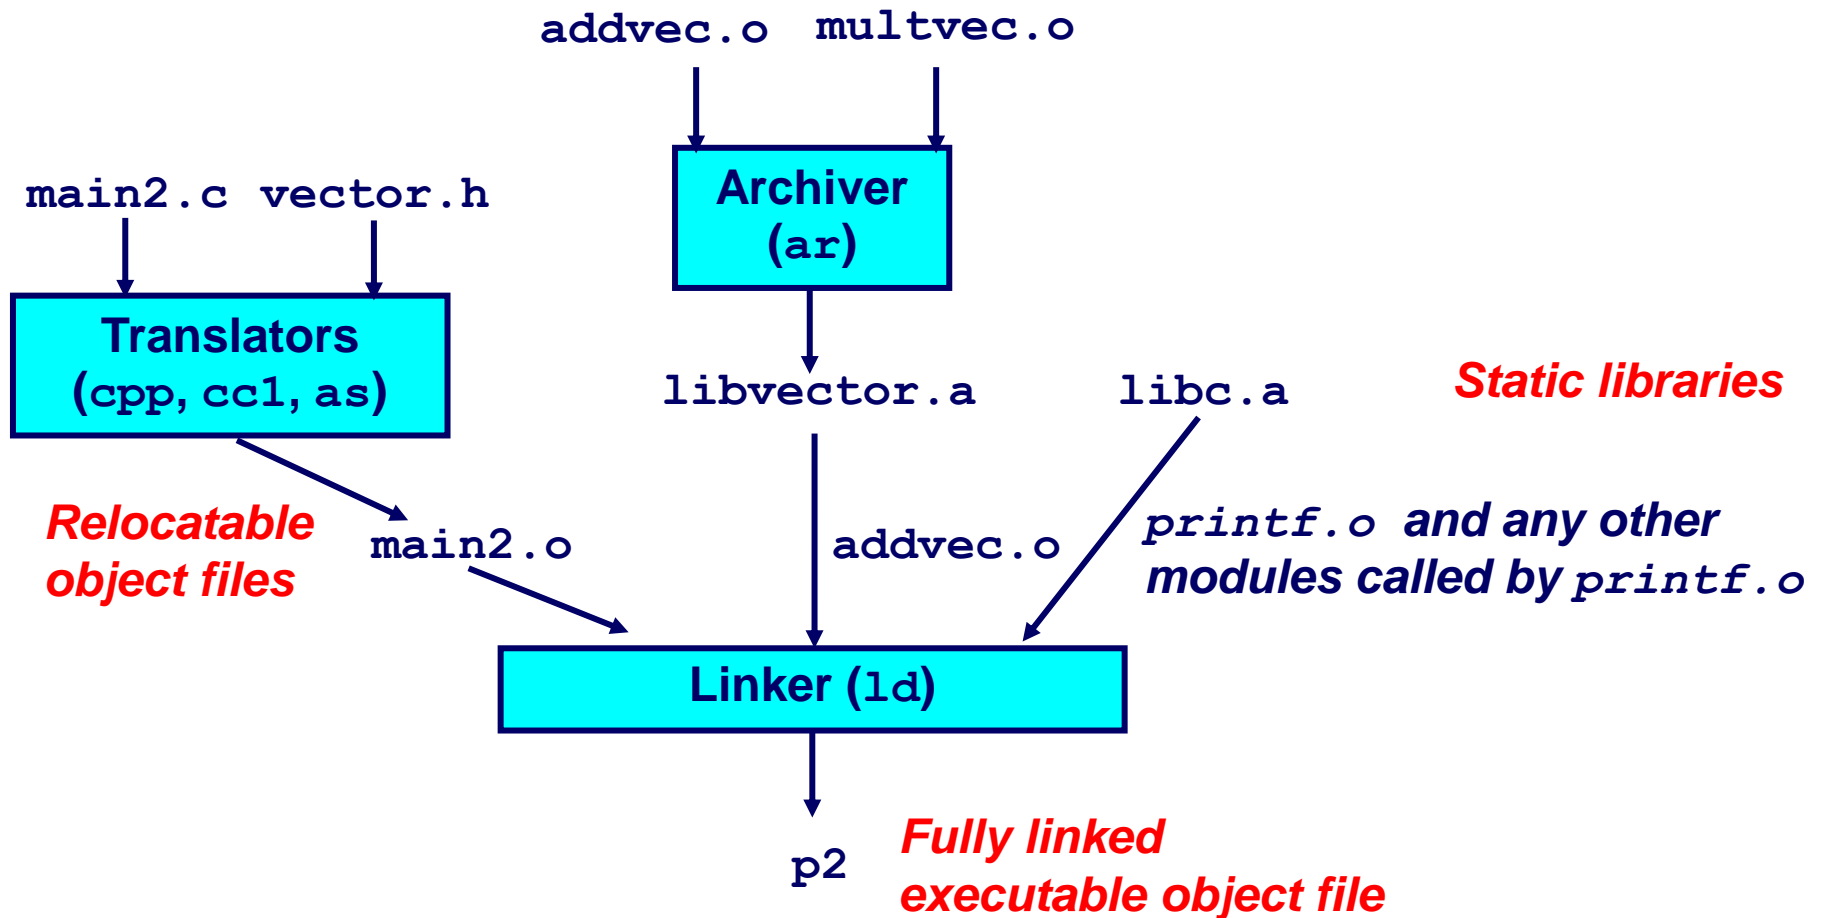 addvec.o multvec.o
main2.c vector.h
Archiver
(ar)
Translators
(cpp, cc1, as)
libvector.a
libc.a
Static libraries
Relocatable
object files
main2.o
addvec.o
printf.o and any other
modules called by printf.o
Linker (ld)
p2
Fully linked
executable object file